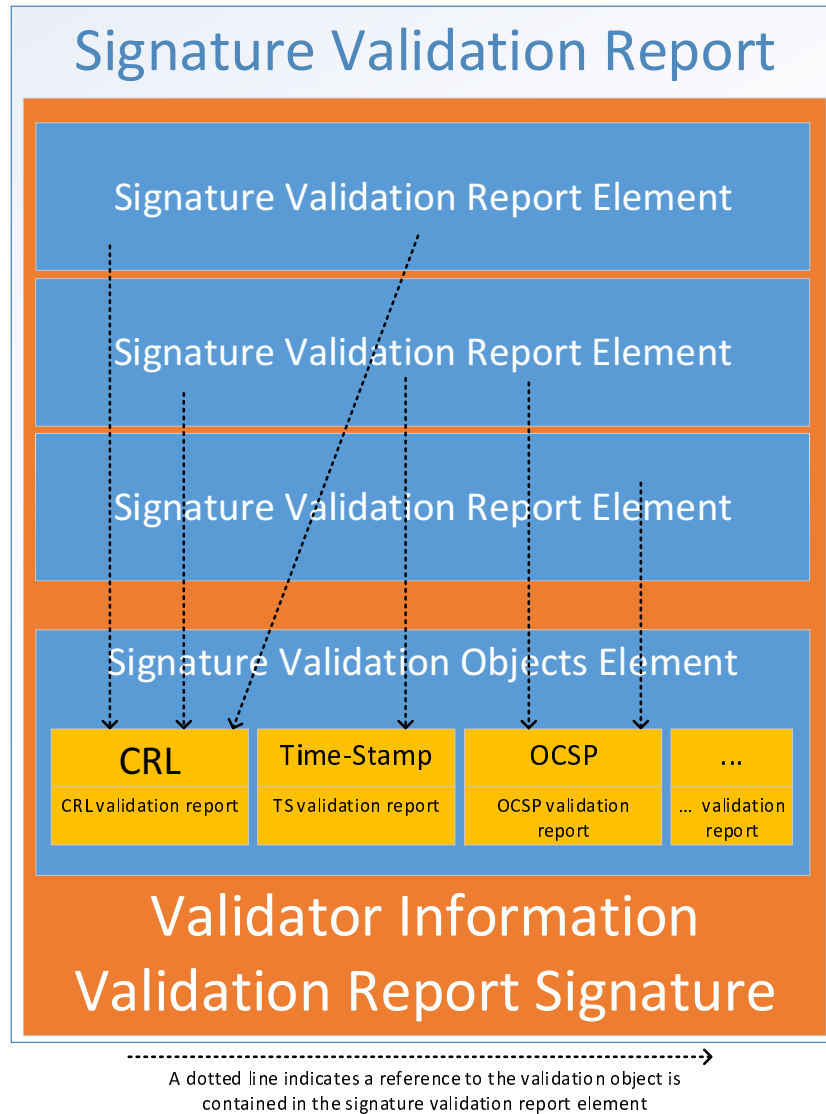 Signature Validation Report
Signature Validation Report Element
Signature Validation Report Element
Signature Validation Report Element
Signature Validation Objects Element
CRL
CRL validation report
Time-Stamp
TS validation report
OCSP
OCSP validation
report
...
... validation
report
Validator Information
Validation Report Signature
A dotted line indicates a reference to the validation object is
contained in the signature validation report element